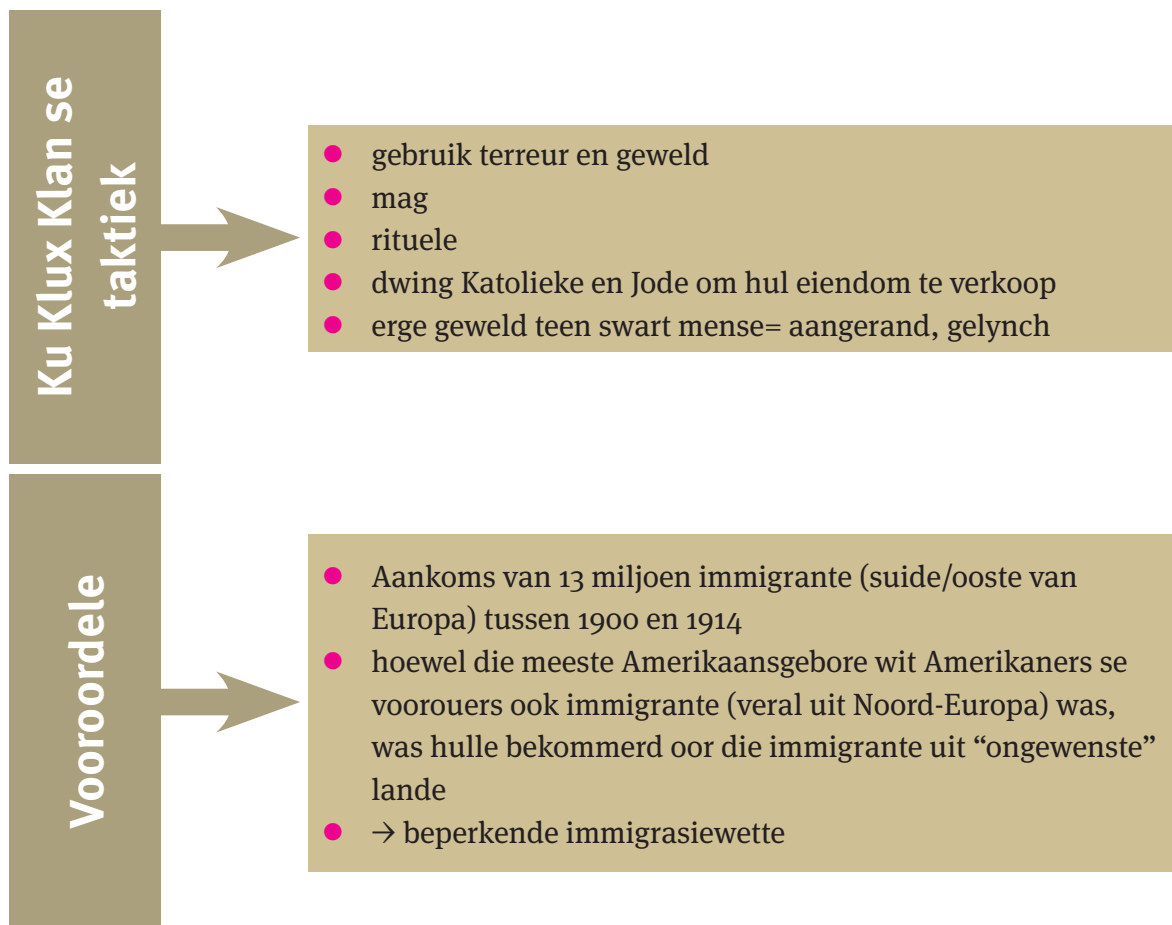 Ku Klux Klan se
taktiek
● gebruik terreur en geweld
● mag
● rituele
● dwing Katolieke en Jode om hul eiendom te verkoop
● erge geweld teen swart mense= aangerand, gelynch
Vooroordele
● Aankoms van 13 miljoen immigrante (suide/ooste van
Europa) tussen 1900 en 1914
● hoewel die meeste Amerikaansgebore wit Amerikaners se
voorouers ook immigrante (veral uit Noord-Europa) was,
was hulle bekommerd oor die immigrante uit “ongewenste”
lande
● → beperkende immigrasiewette